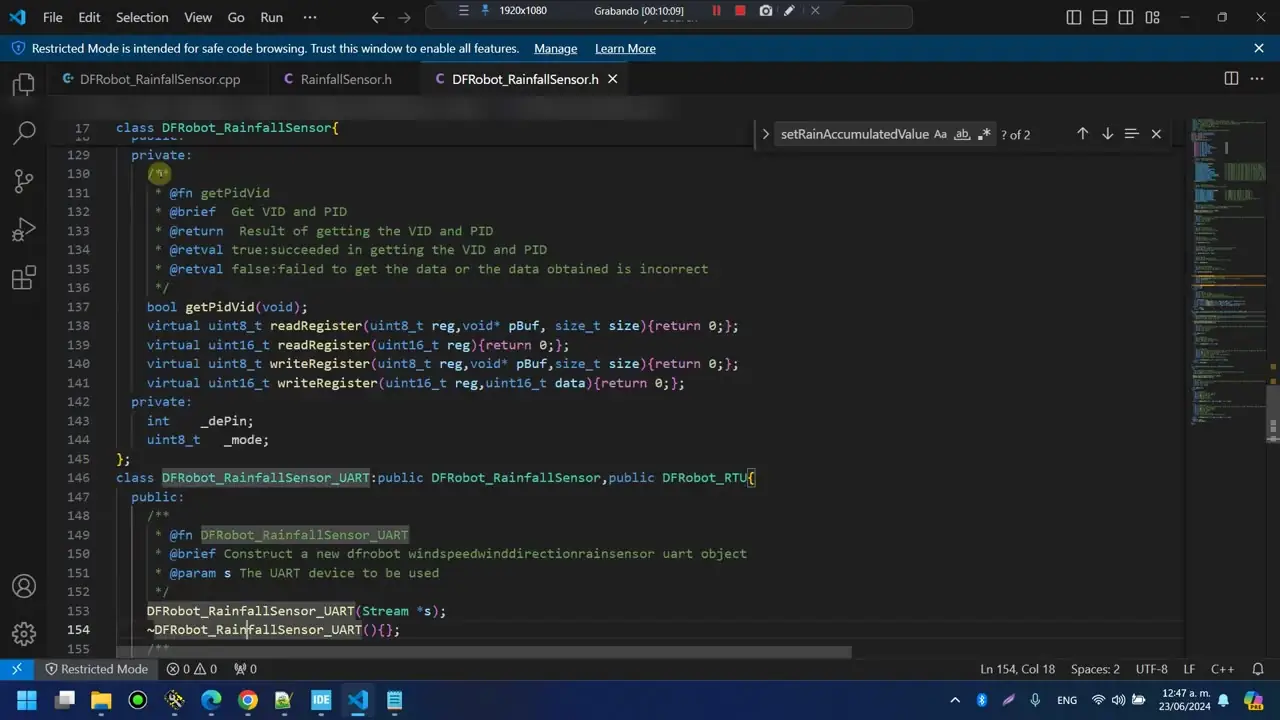 File Edit Selection View Go Run ···
1920x1080 Grabando [00:10:09]
Restricted Mode is intended for safe code browsing. Trust this window to enable all features. Manage Learn More
DFRobot_RainfallSensor.cpp RainfallSensor.h DFRobot_RainfallSensor.h
setRainAccumulatedValue Aa ab ? of 2
17 class DFRobot_RainfallSensor{
129 private:
130 /**
131 * @fn getPidVid
132 * @brief Get VID and PID
133 * @return Result of getting the VID and PID
134 * @retval true:succeeded in getting the VID and PID
135 * @retval false:failed to get the data or the data obtained is incorrect
136 */
137 bool getPidVid(void);
138 virtual uint8_t readRegister(uint8_t reg,void* pBuf, size_t size){return 0;};
139 virtual uint16_t readRegister(uint16_t reg){return 0;};
140 virtual uint8_t writeRegister(uint8_t reg,void* pBuf,size_t size){return 0;};
141 virtual uint16_t writeRegister(uint16_t reg,uint16_t data){return 0;};
142 private:
143 int _dePin;
144 uint8_t _mode;
145 };
146 class DFRobot_RainfallSensor_UART:public DFRobot_RainfallSensor,public DFRobot_RTU{
147 public:
148 /**
149 * @fn DFRobot_RainfallSensor_UART
150 * @brief Construct a new dfrobot windspeedwinddirectionrainsensor uart object
151 * @param s The UART device to be used
152 */
153 DFRobot_RainfallSensor_UART(Stream *s);
154 ~DFRobot_RainfallSensor_UART(){};
155 /**
Restricted Mode 0 0 0 Ln 154, Col 18 Spaces: 2 UTF-8 LF C++
IDE ENG 12:47 a. m.
23/06/2024